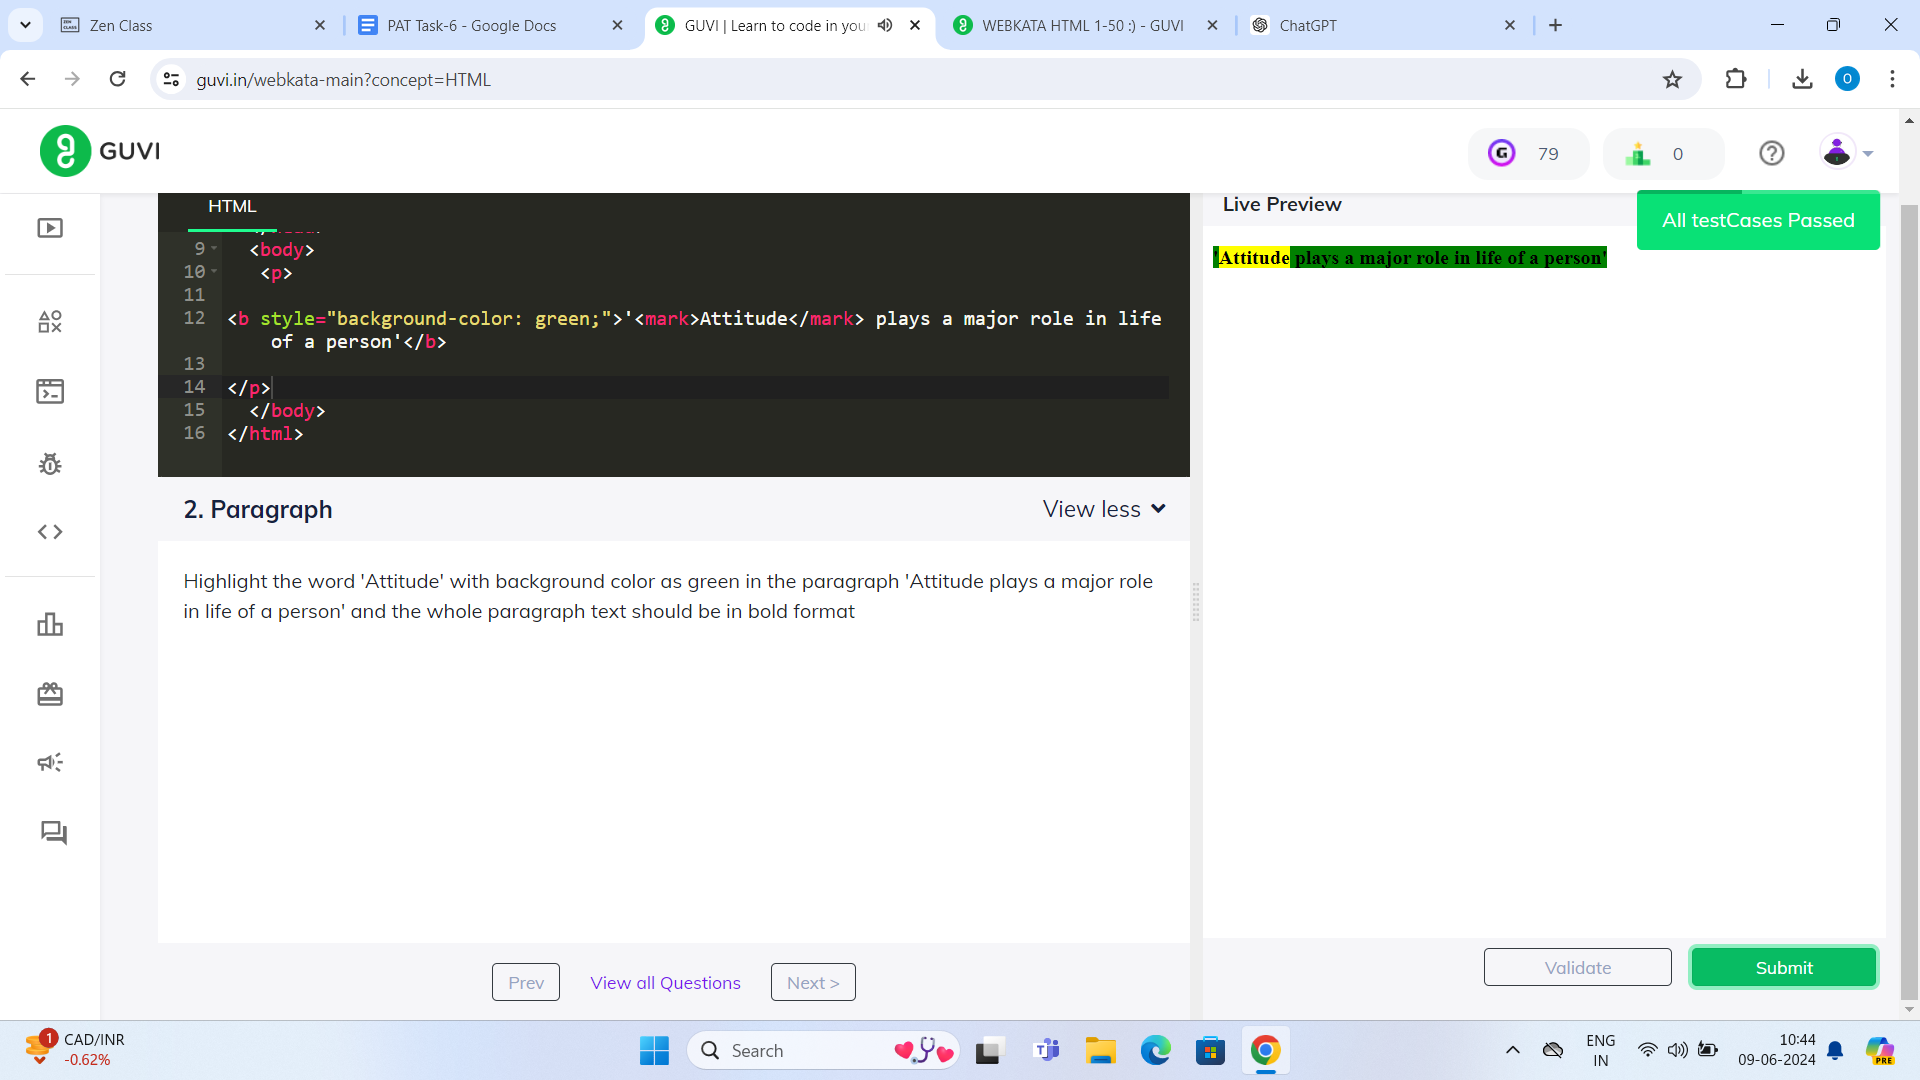 Zen Class
PAT Task-6 - Google Docs
GUVI | Learn to code in you
WEBKATA HTML 1-50 :) - GUVI
ChatGPT
guvi.in/webkata-main?concept=HTML
O
GUVI
79
0
HTML
Live Preview
All testCases Passed
9 <body>
10 <p>
11
12 <b style="background-color: green;">'<mark>Attitude</mark> plays a major role in life
of a person'</b>
13
14 </p>
15 </body>
16 </html>
'Attitude plays a major role in life of a person'
2. Paragraph
View less
Highlight the word 'Attitude' with background color as green in the paragraph 'Attitude plays a major role
in life of a person' and the whole paragraph text should be in bold format
Prev
View all Questions
Next >
Validate
Submit
1
CAD/INR
-0.62%
Search
ENG
IN
10:44
09-06-2024
PRE